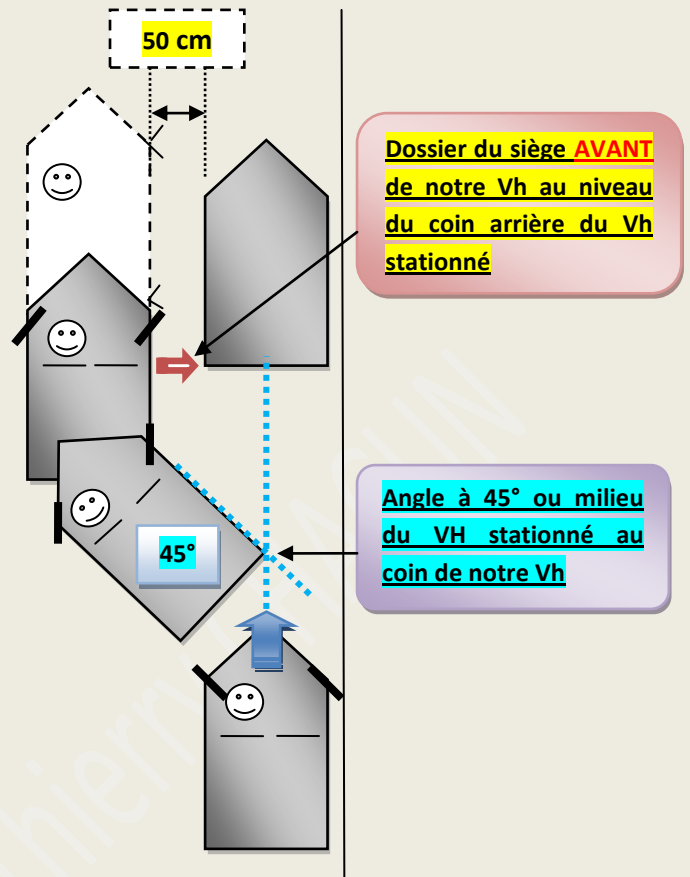 50 cm
Dossier du siège AVANT
de notre Vh au niveau
du coin arrière du Vh
stationné
Angle à 45° ou milieu
du VH stationné au
coin de notre Vh
45°